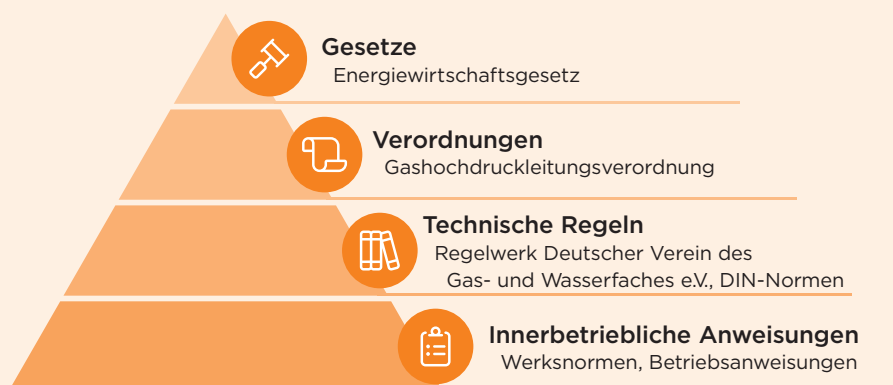 Gesetze
Energiewirtschaftsgesetz
Verordnungen
Gashochdruckleitungsverordnung
Technische Regeln
Regelwerk Deutscher Verein des
Gas- und Wasserfaches e.V., DIN-Normen
Innerbetriebliche Anweisungen
Werksnormen, Betriebsanweisungen